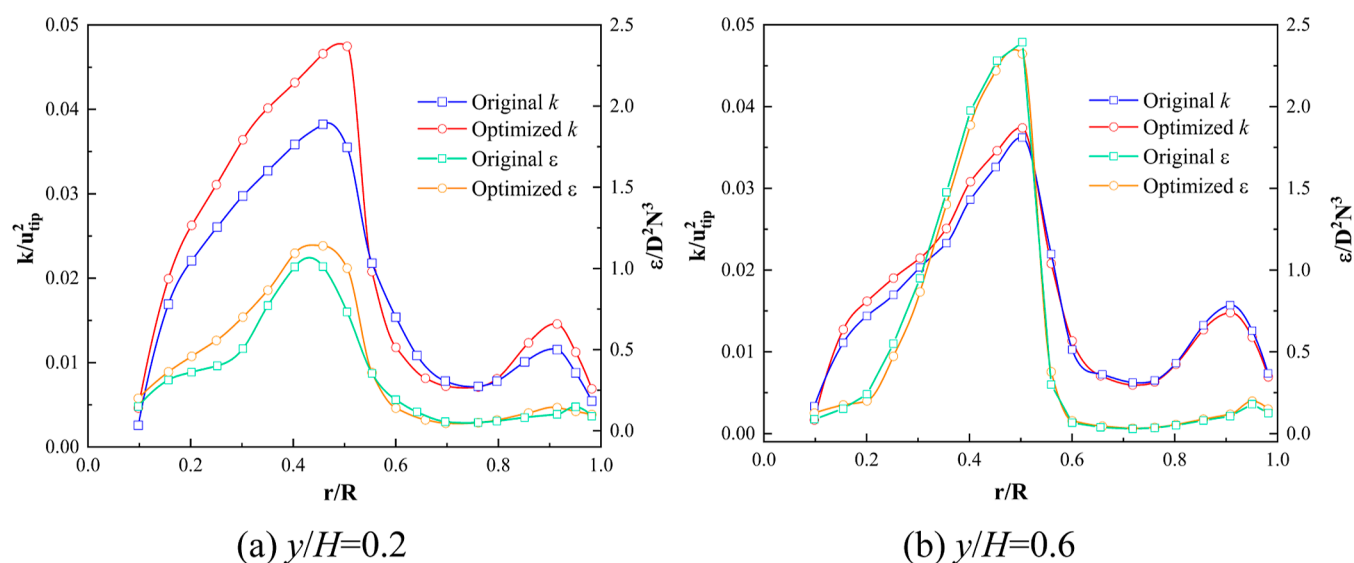 0.05
0.04
0.03
0.02
0.01
0.00
k/u²tip
2.5
2.0
1.5
1.0
0.5
0.0
ε/D²N³
Original k
Optimized k
Original ε
Optimized ε
0.0 0.2 0.4 0.6 0.8 1.0
r/R
(a) y/H=0.2
0.05
0.04
0.03
0.02
0.01
0.00
k/u²tip
2.5
2.0
1.5
1.0
0.5
0.0
ε/D²N³
Original k
Optimized k
Original ε
Optimized ε
0.0 0.2 0.4 0.6 0.8 1.0
r/R
(b) y/H=0.6